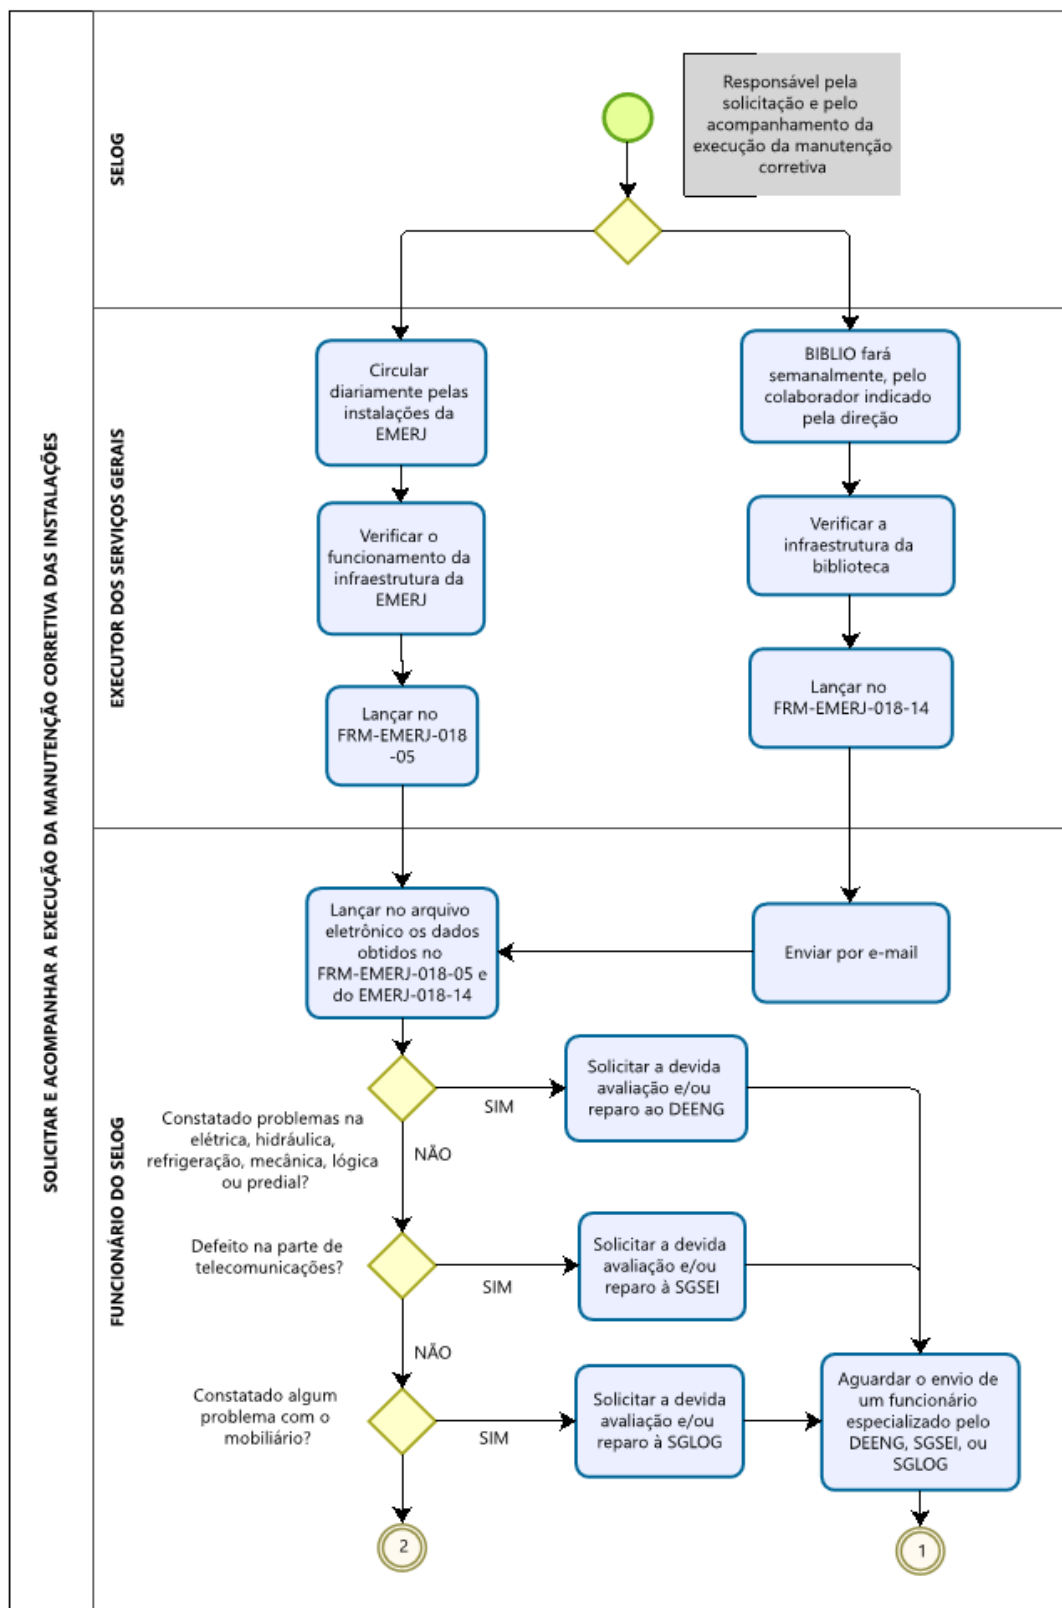 SOLICITAR E ACOMPANHAR A EXECUÇÃO DA MANUTENÇÃO CORRETIVA DAS INSTALAÇÕES
SELOG
Responsável pela
solicitação e pelo
acompanhamento da
execução da manutenção
corretiva
EXECUTOR DOS SERVIÇOS GERAIS
Circular
diariamente pelas
instalações da
EMERJ
BIBLIO fará
semanalmente, pelo
colaborador indicado
pela direção
Verificar o
funcionamento da
infraestrutura da
EMERJ
Verificar a
infraestrutura da
biblioteca
Lançar no
FRM-EMERJ-018
-05
Lançar no
FRM-EMERJ-018-14
FUNCIONÁRIO DO SELOG
Lançar no arquivo
eletrônico os dados
obtidos no
FRM-EMERJ-018-05 e
do EMERJ-018-14
Enviar por e-mail
Constatado problemas na
elétrica, hidráulica,
refrigeração, mecânica, lógica
ou predial?
SIM
NÃO
Solicitar a devida
avaliação e/ou
reparo ao DEENG
Defeito na parte de
telecomunicações?
SIM
NÃO
Solicitar a devida
avaliação e/ou
reparo à SGSEI
Constatado algum
problema com o
mobiliário?
SIM
Solicitar a devida
avaliação e/ou
reparo à SGLOG
Aguardar o envio de
um funcionário
especializado pelo
DEENG, SGSEI, ou
SGLOG
2
1